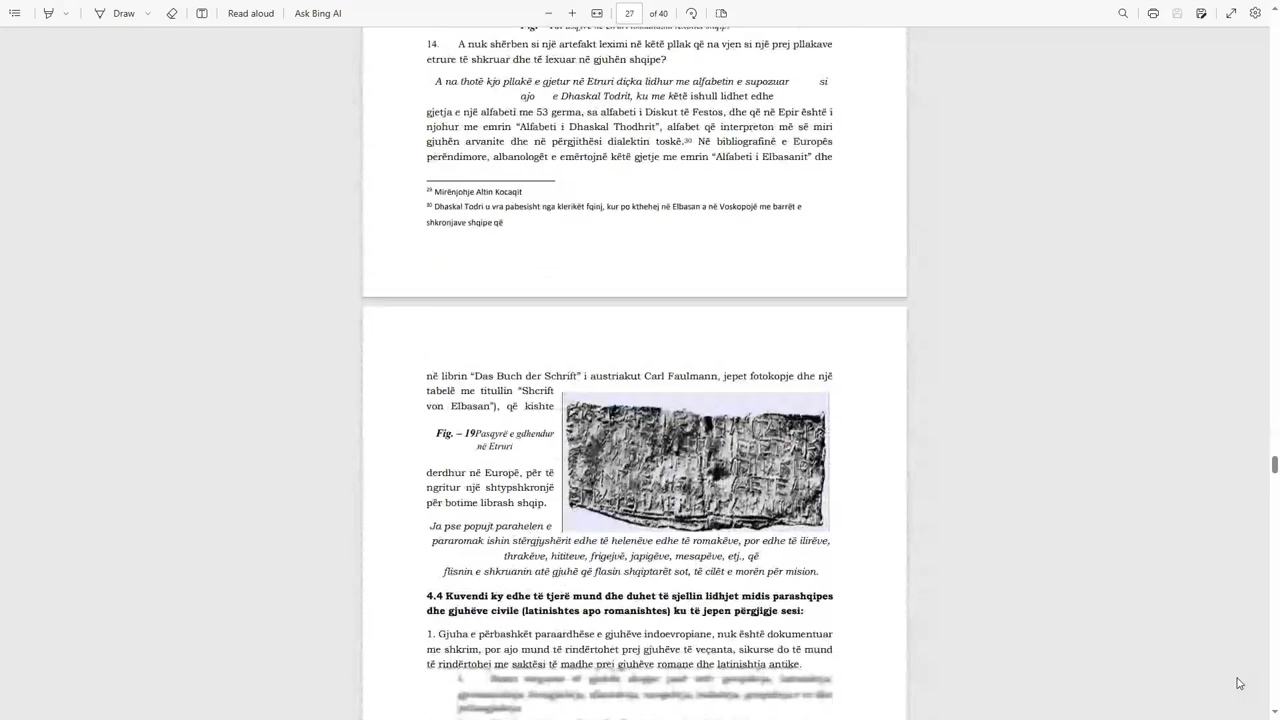 Draw
Read aloud
Ask Bing AI
27 of 40
14. A nuk shërben si një artefakt leximi në këtë pllak që na vjen si një prej pllakave
etrure të shkruar dhe të lexuar në gjuhën shqipe?
A na thotë kjo pllakë e gjetur në Etruri diçka lidhur me alfabetin e supozuar si
ajo e Dhaskal Todrit, ku me këtë ishull lidhet edhe
gjetja e një alfabeti me 53 germa, sa alfabeti i Diskut të Festos, dhe që në Epir është i
njohur me emrin “Alfabeti i Dhaskal Thodhrit”, alfabet që interpreton më së miri
gjuhën arvanite dhe në përgjithësi dialektin toskë.30 Në bibliografinë e Europës
perëndimore, albanologët e emërtojnë këtë gjetje me emrin “Alfabeti i Elbasanit” dhe
29 Mirënjohje Altin Kocaqit
30 Dhaskal Todri u vra pabesisht nga klerikët fqinj, kur po kthehej në Elbasan a në Voskopojë me barrët e
shkronjave shqipe që
në librin “Das Buch der Schrift” i austriakut Carl Faulmann, jepet fotokopje dhe një
tabelë me titullin “Shcrift
von Elbasan”), që kishte
Fig. – 19Pasqyrë e gdhendur
në Etruri
derdhur në Europë, për të
ngritur një shtypshkronjë
për botime librash shqip.
Ja pse popujt parahelen e
pararomak ishin stërgjyshërit edhe të helenëve edhe të romakëve, por edhe të ilirëve,
thrakëve, hititeve, frigejvë, japigëve, mesapëve, etj., që
flisnin e shkruanin atë gjuhë që flasin shqiptarët sot, të cilët e morën për mision.
4.4 Kuvendi ky edhe të tjerë mund dhe duhet të sjellin lidhjet midis parashqipes
dhe gjuhëve civile (latinishtes apo romanishtes) ku të jepen përgjigje sesi:
1. Gjuha e përbashkët paraardhëse e gjuhëve indoevropiane, nuk është dokumentuar
me shkrim, por ajo mund të rindërtohet prej gjuhëve të veçanta, sikurse do të mund
të rindërtohej me saktësi të madhe prej gjuhëve romane dhe latinishtja antike.